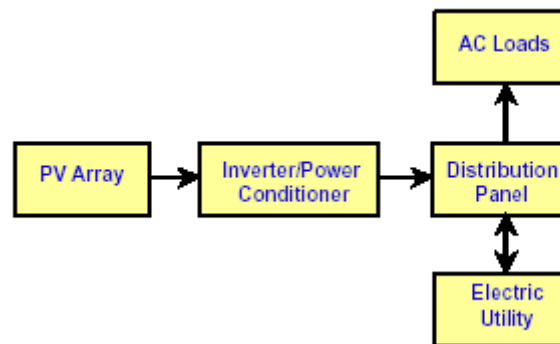 AC Loads
PV Array
Inverter/Power
Conditioner
Distribution
Panel
Electric
Utility